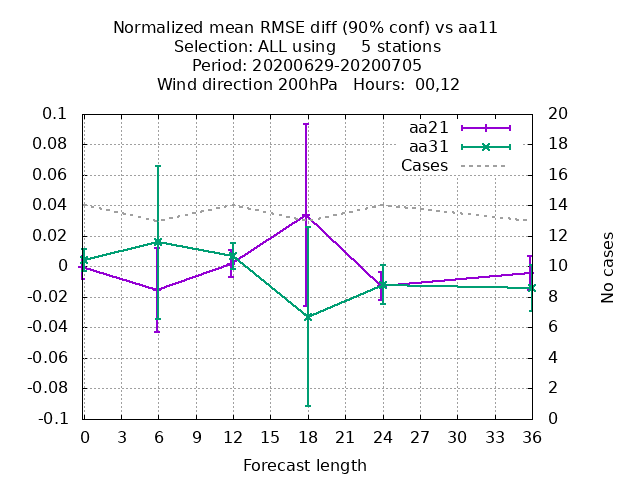 Normalized mean RMSE diff (90% conf) vs aa11
Selection: ALL using     5 stations
Period: 20200629-20200705
Wind direction 200hPa   Hours:  00,12
0.1
0.08
0.06
0.04
0.02
0
-0.02
-0.04
-0.06
-0.08
-0.1
aa21
aa31
Cases
20
18
16
14
12
10
8
6
4
2
0
No cases
0 3 6 9 12 15 18 21 24 27 30 33 36
Forecast length